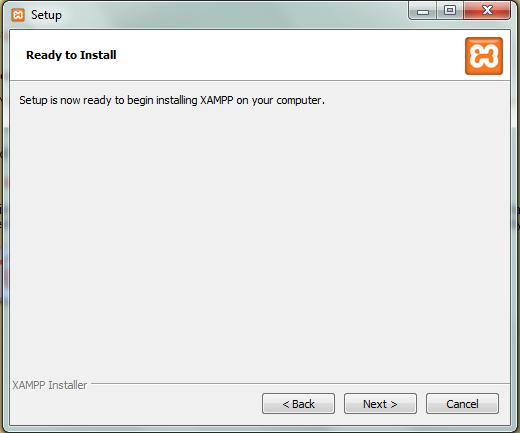 Setup
Ready to Install
Setup is now ready to begin installing XAMPP on your computer.
XAMPP Installer
< Back
Next >
Cancel